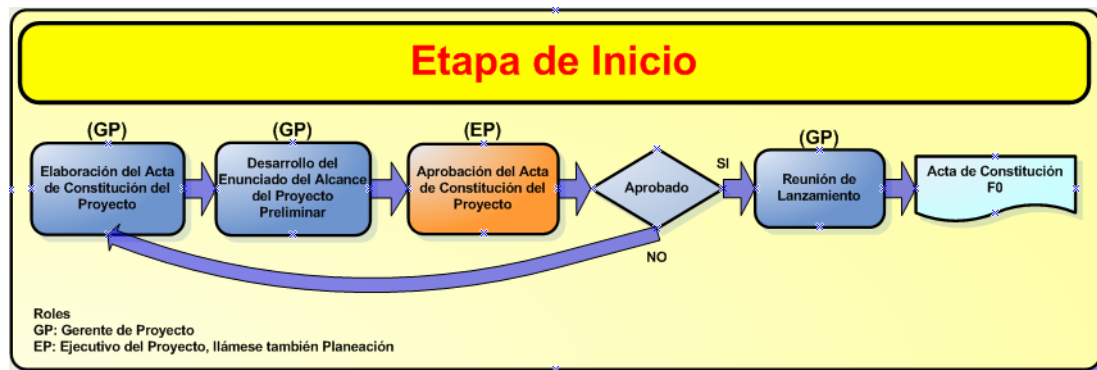 Etapa de Inicio
(GP)
Elaboración del Acta
de Constitución del
Proyecto
(GP)
Desarrollo del
Enunciado del Alcance
del Proyecto
Preliminar
(EP)
Aprobación del Acta
de Constitución del
Proyecto
Aprobado
SI
NO
(GP)
Reunión de
Lanzamiento
Acta de Constitución
F0
Roles
GP: Gerente de Proyecto
EP: Ejecutivo del Proyecto, llámese también Planeación